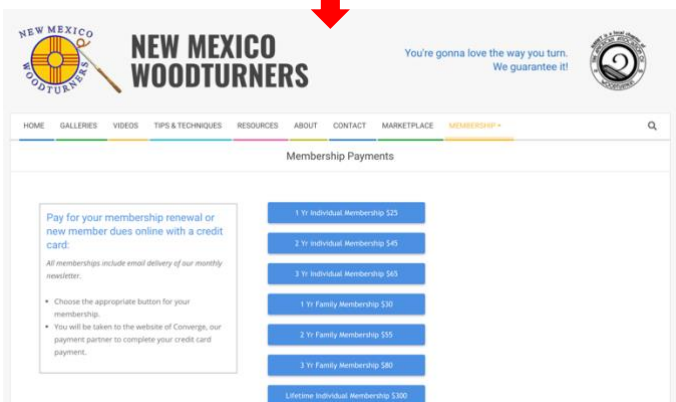 NEW MEXICO
WOODTURNERS
NEW MEXICO
WOODTURNERS
You're gonna love the way you turn.
We guarantee it!
HOME GALLERIES VIDEOS TIPS & TECHNIQUES RESOURCES ABOUT CONTACT MARKETPLACE MEMBERSHIP
Membership Payments
Pay for your membership renewal or
new member dues online with a credit
card:
All memberships include email delivery of our monthly
newsletter.
Choose the appropriate button for your
membership.
You will be taken to the website of Converge, our
payment partner to complete your credit card
payment.
1 Yr Individual Membership $25
2 Yr Individual Membership $45
3 Yr Individual Membership $65
1 Yr Family Membership $30
2 Yr Family Membership $55
3 Yr Family Membership $80
Lifetime Individual Membership $300